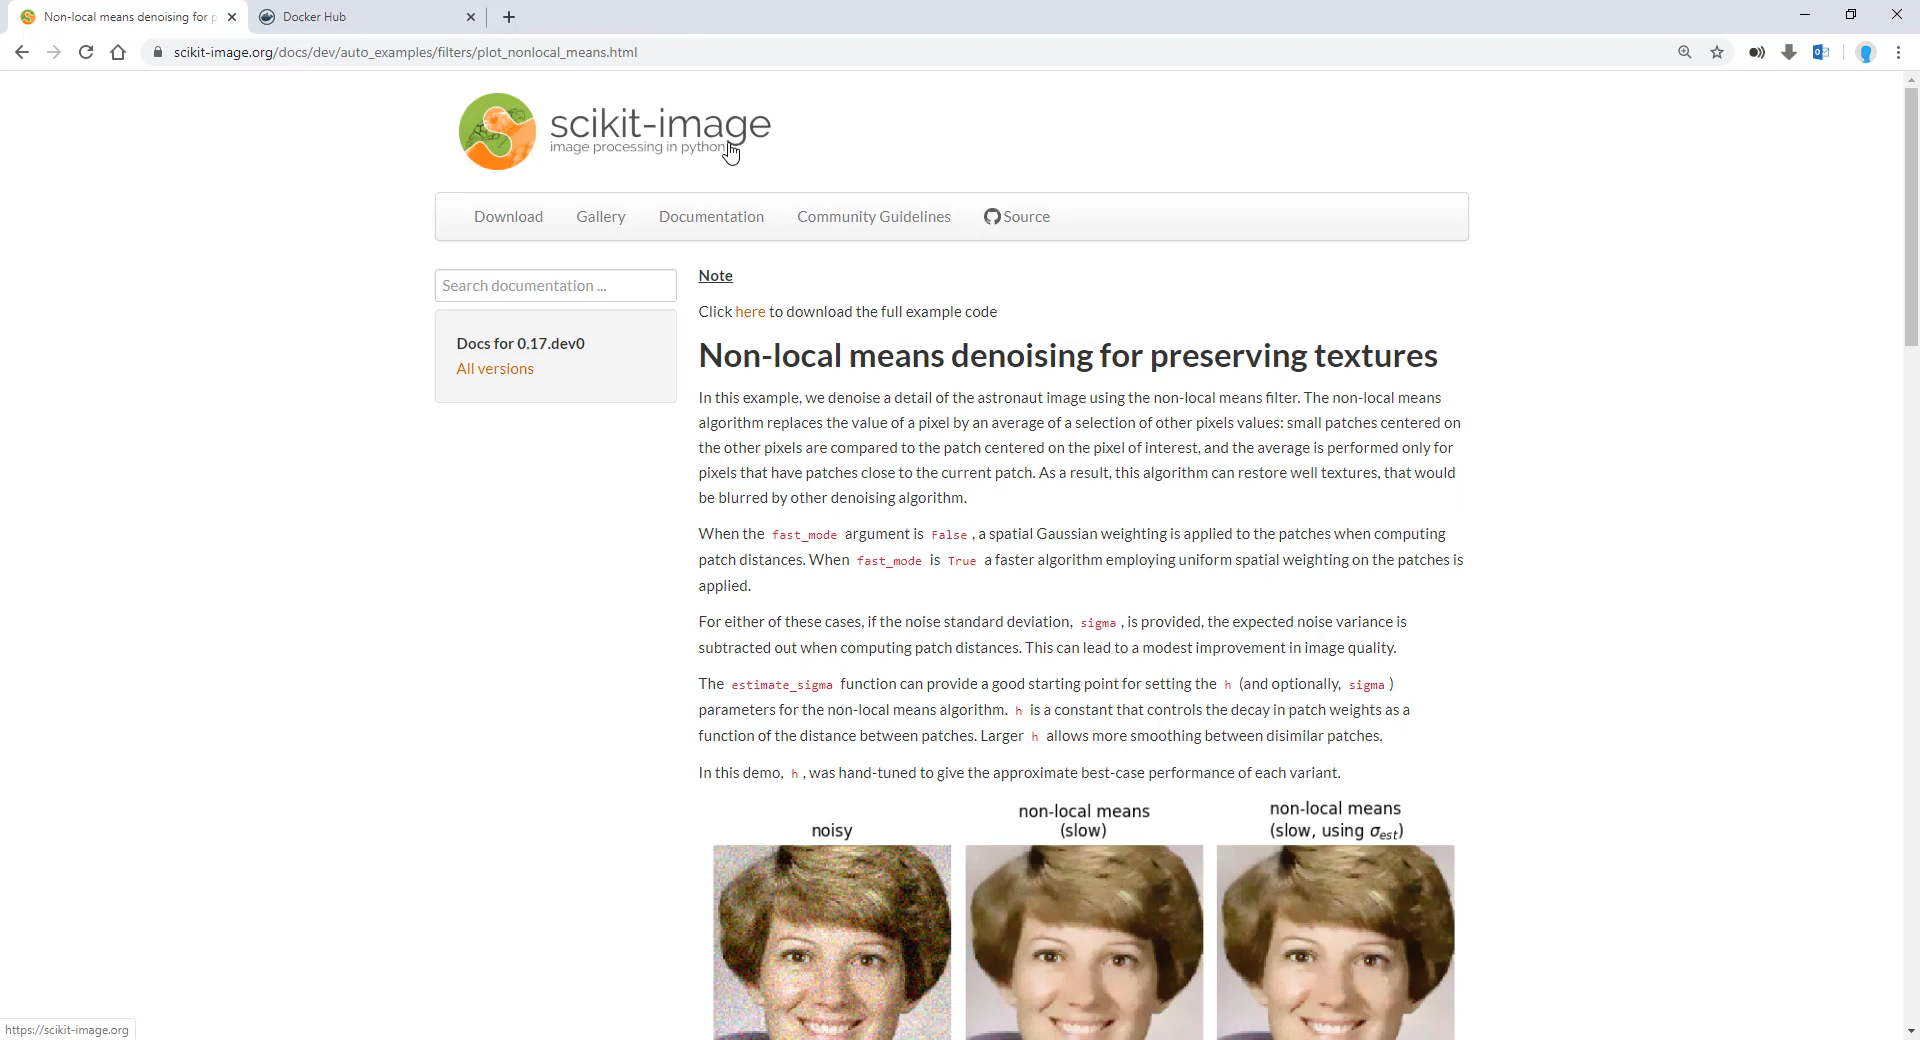 Non-local means denoising for p
Docker Hub
scikit-image.org/docs/dev/auto_examples/filters/plot_nonlocal_means.html
scikit-image
image processing in python
Download
Gallery
Documentation
Community Guidelines
Source
Search documentation ...
Docs for 0.17.dev0
All versions
Note
Click here to download the full example code
Non-local means denoising for preserving textures
In this example, we denoise a detail of the astronaut image using the non-local means filter. The non-local means
algorithm replaces the value of a pixel by an average of a selection of other pixels values: small patches centered on
the other pixels are compared to the patch centered on the pixel of interest, and the average is performed only for
pixels that have patches close to the current patch. As a result, this algorithm can restore well textures, that would
be blurred by other denoising algorithm.
When the fast_mode argument is False , a spatial Gaussian weighting is applied to the patches when computing
patch distances. When fast_mode is True a faster algorithm employing uniform spatial weighting on the patches is
applied.
For either of these cases, if the noise standard deviation, sigma , is provided, the expected noise variance is
subtracted out when computing patch distances. This can lead to a modest improvement in image quality.
The estimate_sigma function can provide a good starting point for setting the h (and optionally, sigma )
parameters for the non-local means algorithm. h is a constant that controls the decay in patch weights as a
function of the distance between patches. Larger h allows more smoothing between disimilar patches.
In this demo, h , was hand-tuned to give the approximate best-case performance of each variant.
noisy
non-local means
(slow)
non-local means
(slow, using σest)
https://scikit-image.org